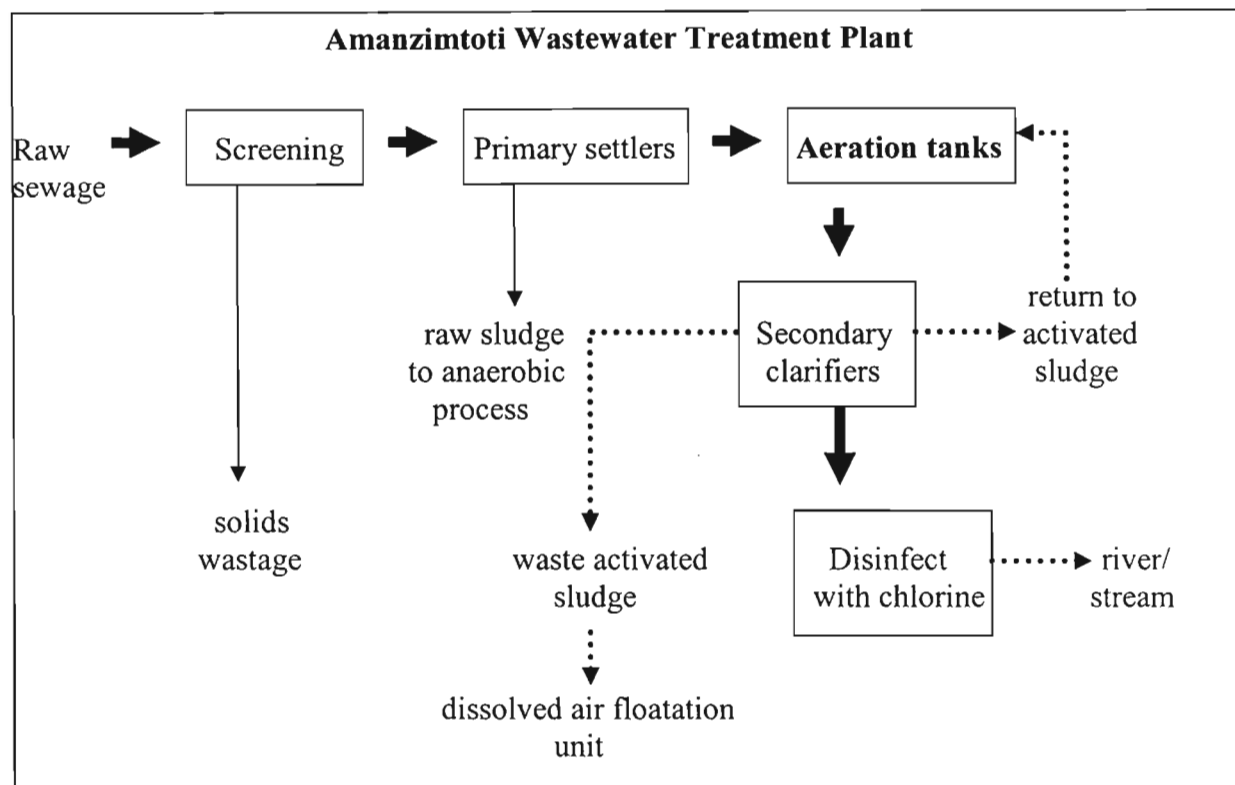 Amanzimtoti Wastewater Treatment Plant
Raw
sewage
Screening
Primary settlers
Aeration tanks
Secondary
clarifiers
return to
activated
sludge
raw sludge
to anaerobic
process
solids
wastage
waste activated
sludge
Disinfect
with chlorine
river/
stream
dissolved air floatation
unit